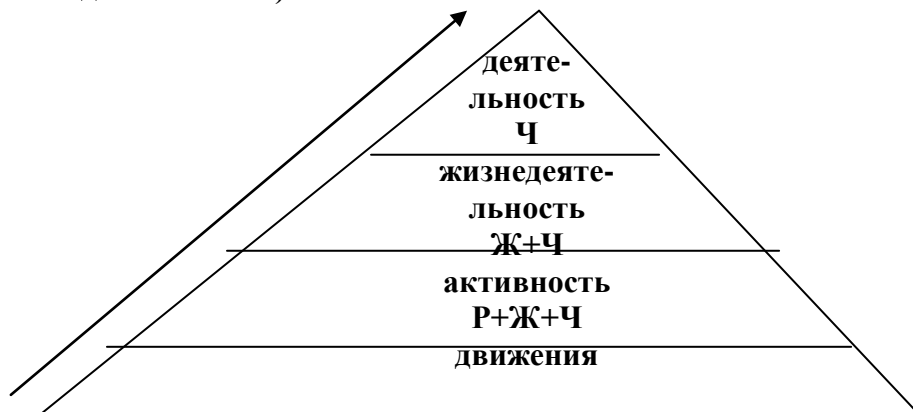 деяте-
льность
Ч
жизнедеяте-
льность
Ж+Ч
активность
Р+Ж+Ч
движения